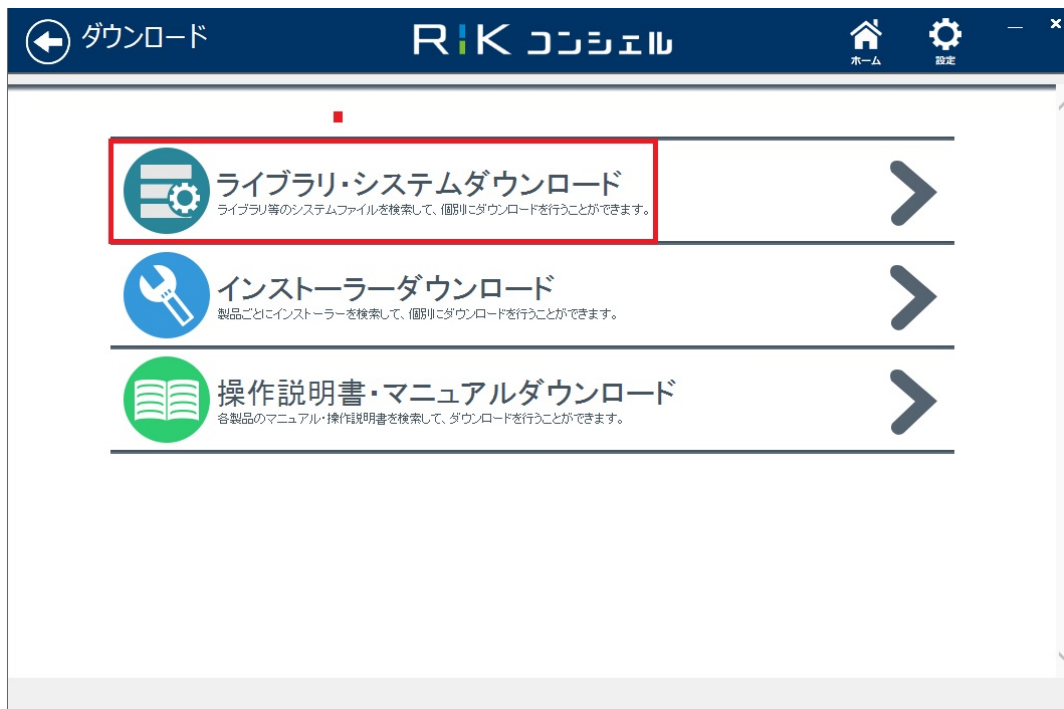 ダウンロード
RIK コンシェル
ホーム
設定
ライブラリ・システムダウンロード
ライブラリ等のシステムファイルを検索して、個別にダウンロードを行うことができます。
インストーラーダウンロード
製品ごとにインストーラーを検索して、個別にダウンロードを行うことができます。
操作説明書・マニュアルダウンロード
各製品のマニュアル・操作説明書を検索して、ダウンロードを行うことができます。